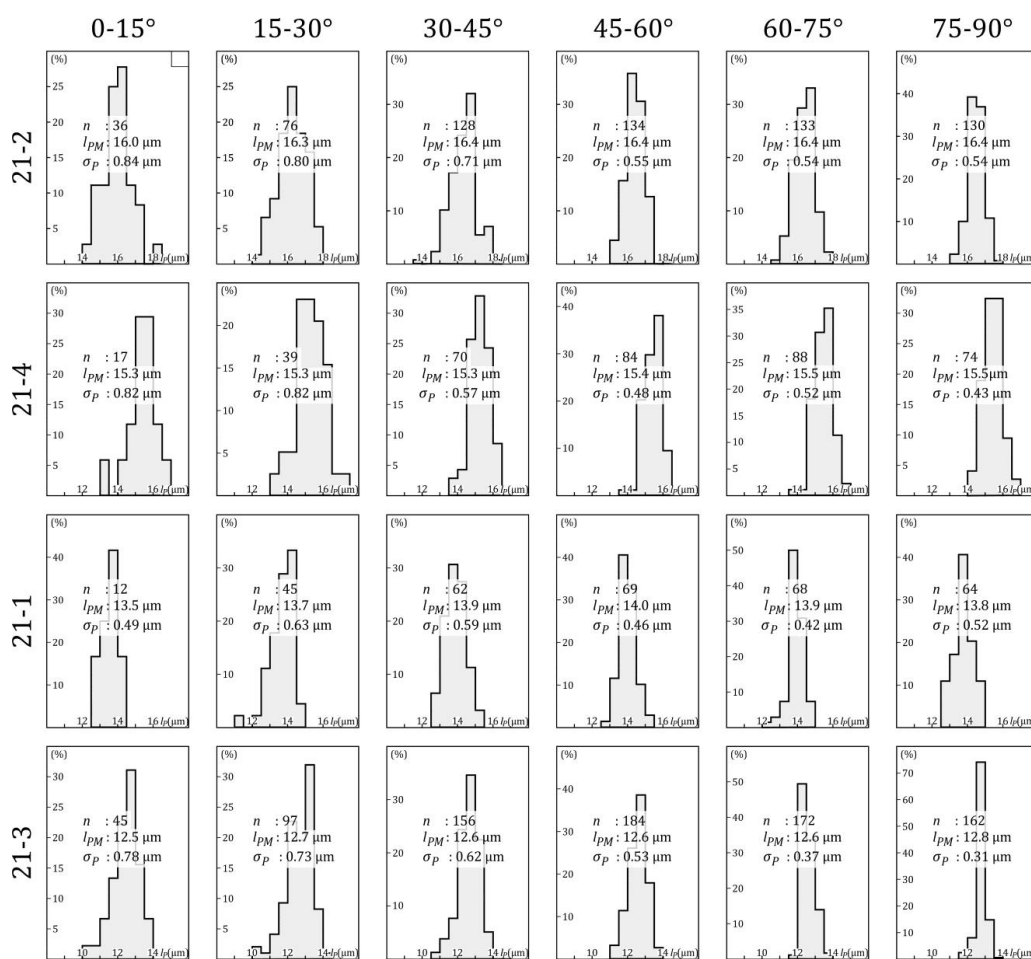 0-15° 15-30° 30-45° 45-60° 60-75° 75-90°
21-2
(%)
25
20
15
10
5
n : 36
l_PM : 16.0 μm
σ_P : 0.84 μm
14 16 18 l_P(μm)
(%)
25
20
15
10
5
n : 76
l_PM : 16.3 μm
σ_P : 0.80 μm
14 16 18 l_P(μm)
(%)
30
20
10
n : 128
l_PM : 16.4 μm
σ_P : 0.71 μm
14 16 18 l_P(μm)
(%)
30
20
10
n : 134
l_PM : 16.4 μm
σ_P : 0.55 μm
14 16 18 l_P(μm)
(%)
30
20
10
n : 133
l_PM : 16.4 μm
σ_P : 0.54 μm
14 16 18 l_P(μm)
(%)
40
30
20
10
n : 130
l_PM : 16.4 μm
σ_P : 0.54 μm
14 16 18 l_P(μm)
21-4
(%)
30
25
20
15
10
5
n : 17
l_PM : 15.3 μm
σ_P : 0.82 μm
12 14 16 l_P(μm)
(%)
20
15
10
5
n : 39
l_PM : 15.3 μm
σ_P : 0.82 μm
12 14 16 l_P(μm)
(%)
30
25
20
15
10
5
n : 70
l_PM : 15.3 μm
σ_P : 0.57 μm
12 14 16 l_P(μm)
(%)
40
30
20
10
n : 84
l_PM : 15.4 μm
σ_P : 0.48 μm
12 14 16 l_P(μm)
(%)
40
35
30
25
20
15
10
5
n : 88
l_PM : 15.5 μm
σ_P : 0.52 μm
12 14 16 l_P(μm)
(%)
30
25
20
15
10
5
n : 74
l_PM : 15.5 μm
σ_P : 0.43 μm
12 14 16 l_P(μm)
21-1
(%)
40
30
20
10
n : 12
l_PM : 13.5 μm
σ_P : 0.49 μm
12 14 16 l_P(μm)
(%)
30
20
10
n : 45
l_PM : 13.7 μm
σ_P : 0.63 μm
12 14 16 l_P(μm)
(%)
30
20
10
n : 62
l_PM : 13.9 μm
σ_P : 0.59 μm
12 14 16 l_P(μm)
(%)
40
30
20
10
n : 69
l_PM : 14.0 μm
σ_P : 0.46 μm
12 14 16 l_P(μm)
(%)
50
40
30
20
10
n : 68
l_PM : 13.9 μm
σ_P : 0.42 μm
12 14 16 l_P(μm)
(%)
40
30
20
10
n : 64
l_PM : 13.8 μm
σ_P : 0.52 μm
12 14 16 l_P(μm)
21-3
(%)
30
25
20
15
10
5
n : 45
l_PM : 12.5 μm
σ_P : 0.78 μm
10 12 14 l_P(μm)
(%)
30
20
10
n : 97
l_PM : 12.7 μm
σ_P : 0.73 μm
10 12 14 l_P(μm)
(%)
30
20
10
n : 156
l_PM : 12.6 μm
σ_P : 0.62 μm
10 12 14 l_P(μm)
(%)
40
30
20
10
n : 184
l_PM : 12.6 μm
σ_P : 0.53 μm
10 12 14 l_P(μm)
(%)
50
40
30
20
10
n : 172
l_PM : 12.6 μm
σ_P : 0.37 μm
10 12 14 l_P(μm)
(%)
70
60
50
40
30
20
10
n : 162
l_PM : 12.8 μm
σ_P : 0.31 μm
10 12 14 l_P(μm)